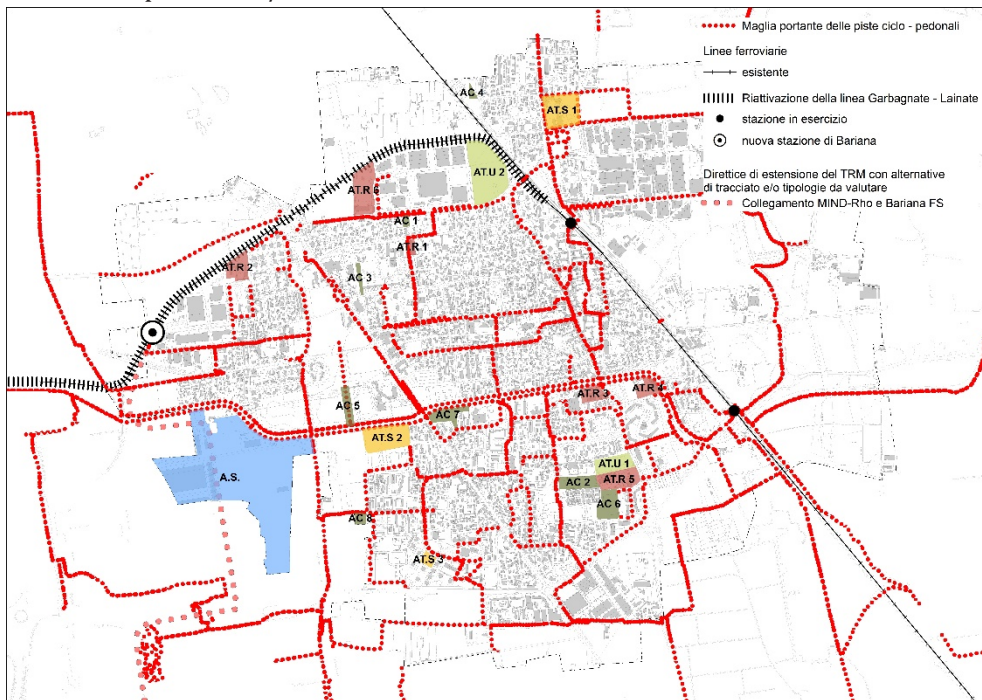 Maglia portante delle piste ciclo - pedonali
Linee ferroviarie
esistente
Riattivazione della linea Garbagnate - Lainate
stazione in esercizio
nuova stazione di Bariana
Direttice di estensione del TRM con alternative
di tracciato e/o tipologie da valutare
Collegamento MIND-Rho e Bariana FS
AC 4
AT.S 1
AT.U 2
AT.R 6
AC 1
AT.R 1
AT.R 2
AC 3
AC 5
AC 7
AT.R 3
AT.R 4
AT.S 2
A.S.
AT.U 1
AC 2
AT.R 5
AC 6
AC 8
AT.S 3